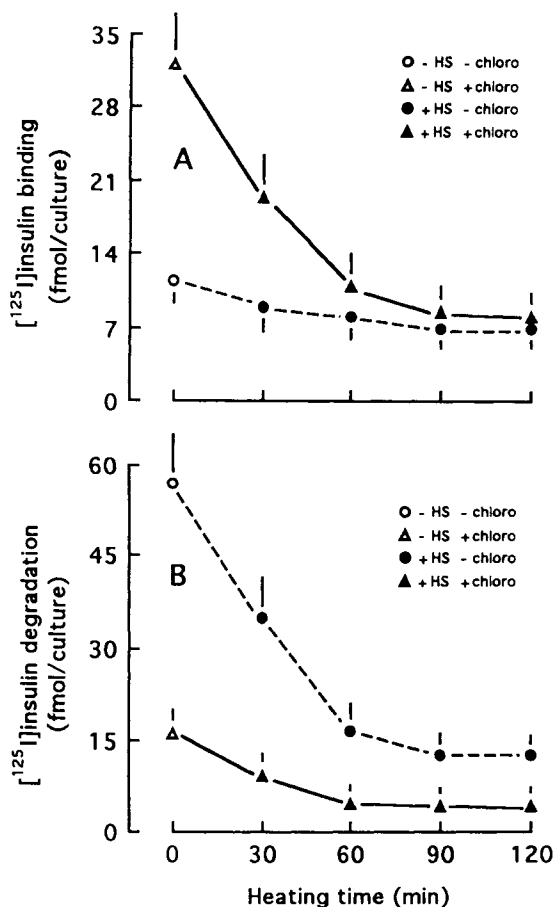 35
28
21
14
7
0
[125I]insulin binding
(fmol/culture)
A
- HS - chloro
- HS + chloro
+ HS - chloro
+ HS + chloro
60
45
30
15
0
[125I]insulin degradation
(fmol/culture)
B
- HS - chloro
- HS + chloro
+ HS - chloro
+ HS + chloro
0 30 60 90 120
Heating time (min)